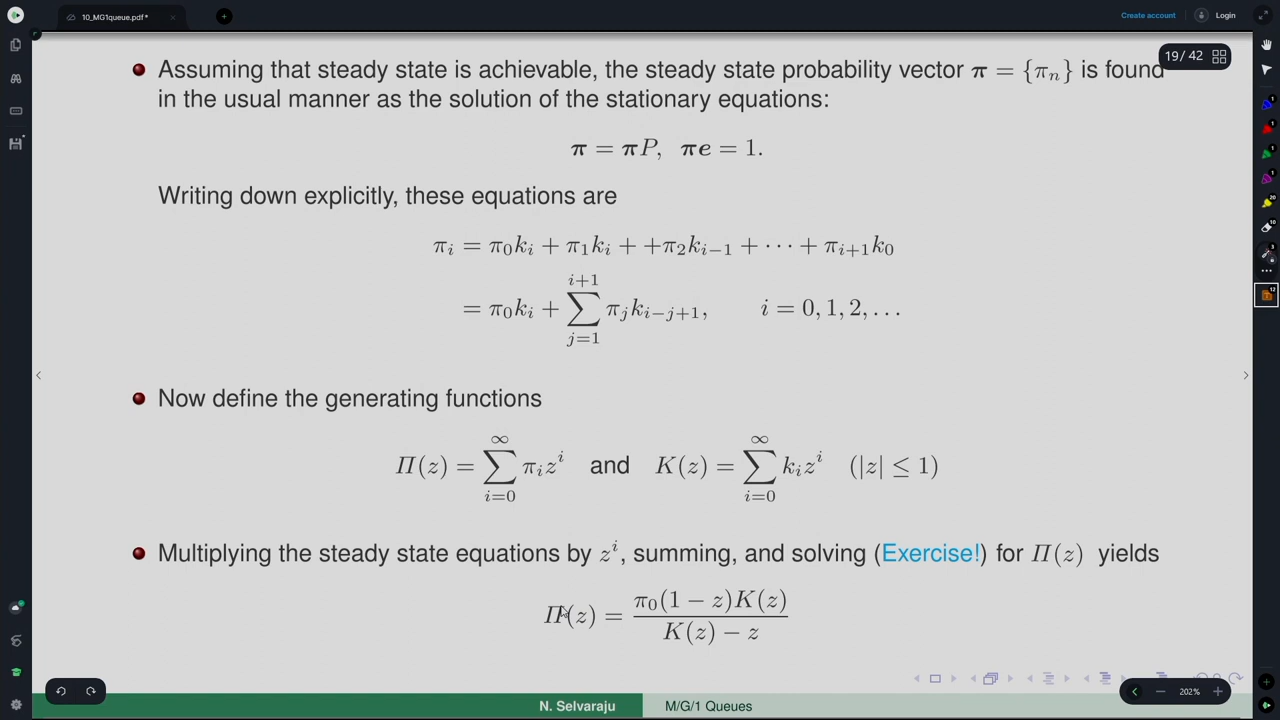 10_MG1queue.pdf*
Create account
Login
19 / 42
Assuming that steady state is achievable, the steady state probability vector π = {πₙ} is found
in the usual manner as the solution of the stationary equations:
π = πP, πe = 1.
Writing down explicitly, these equations are
πᵢ = π₀kᵢ + π₁kᵢ + +π₂kᵢ₋₁ + ··· + πᵢ₊₁k₀
= π₀kᵢ + ∑_{j=1}^{i+1} πⱼk_{i−j+1}, i = 0, 1, 2, ...
Now define the generating functions
Π(z) = ∑_{i=0}^{∞} πᵢzⁱ and K(z) = ∑_{i=0}^{∞} kᵢzⁱ (|z| ≤ 1)
Multiplying the steady state equations by zⁱ, summing, and solving (Exercise!) for Π(z) yields
Π(z) = π₀(1 − z)K(z) / K(z) − z
N. Selvaraju
M/G/1 Queues
202%